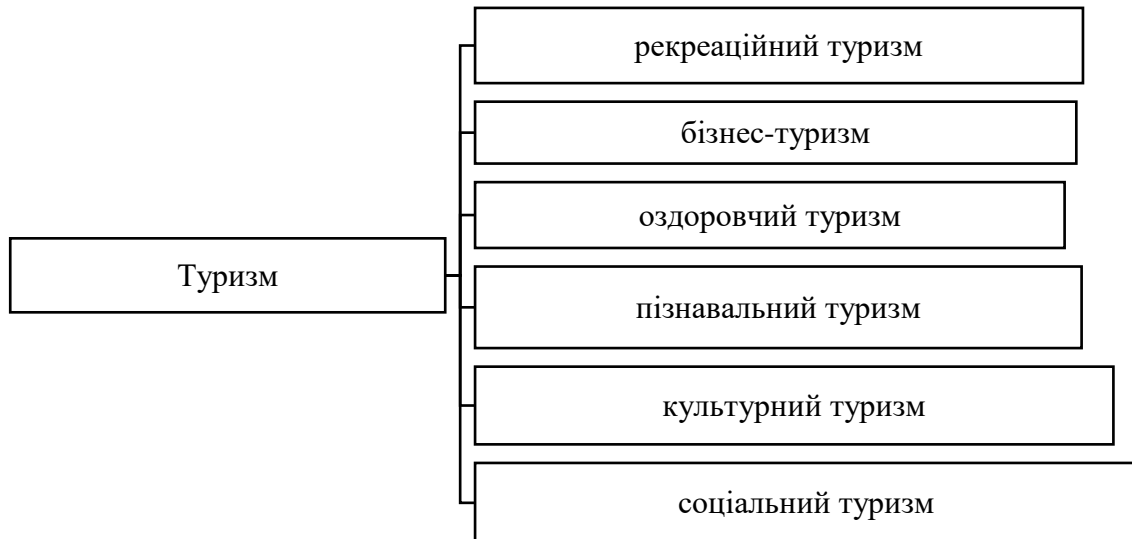 Туризм
рекреаційний туризм
бізнес-туризм
оздоровчий туризм
пізнавальний туризм
культурний туризм
соціальний туризм